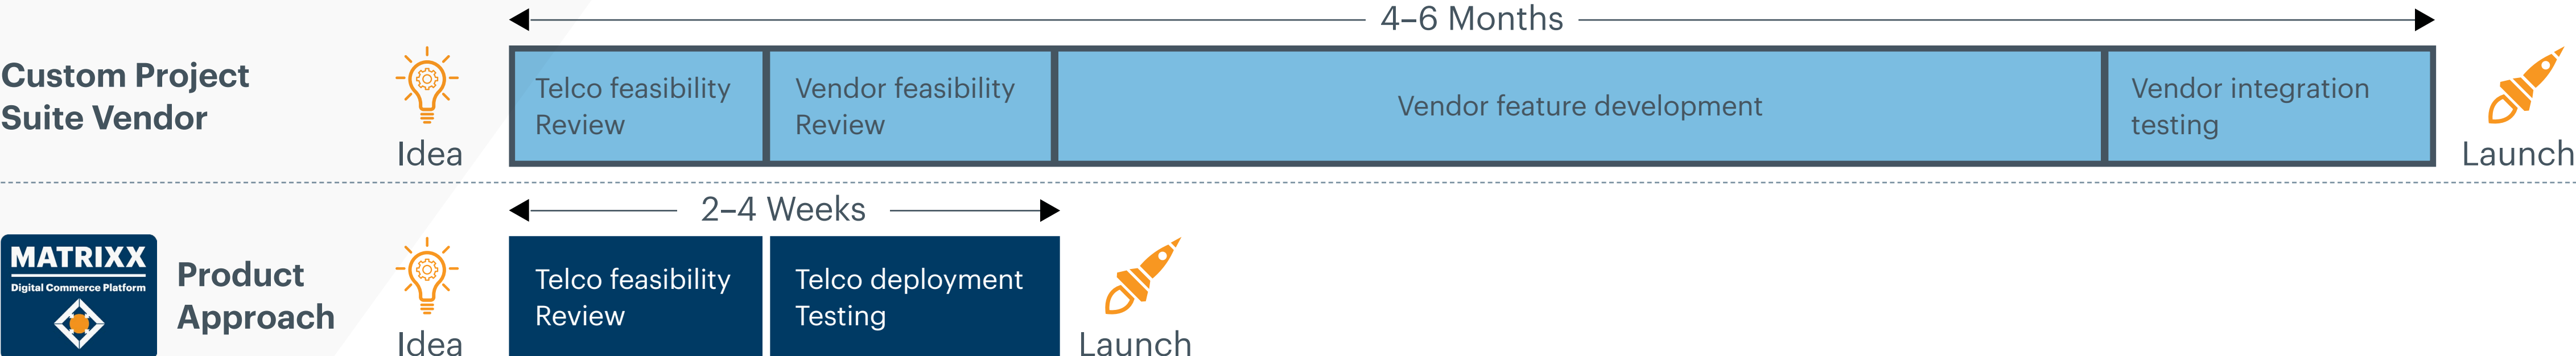 4–6 Months
Custom Project
Suite Vendor
Idea
Telco feasibility
Review
Vendor feasibility
Review
Vendor feature development
Vendor integration
testing
Launch
2–4 Weeks
MATRIXX
Digital Commerce Platform
Product
Approach
Idea
Telco feasibility
Review
Telco deployment
Testing
Launch